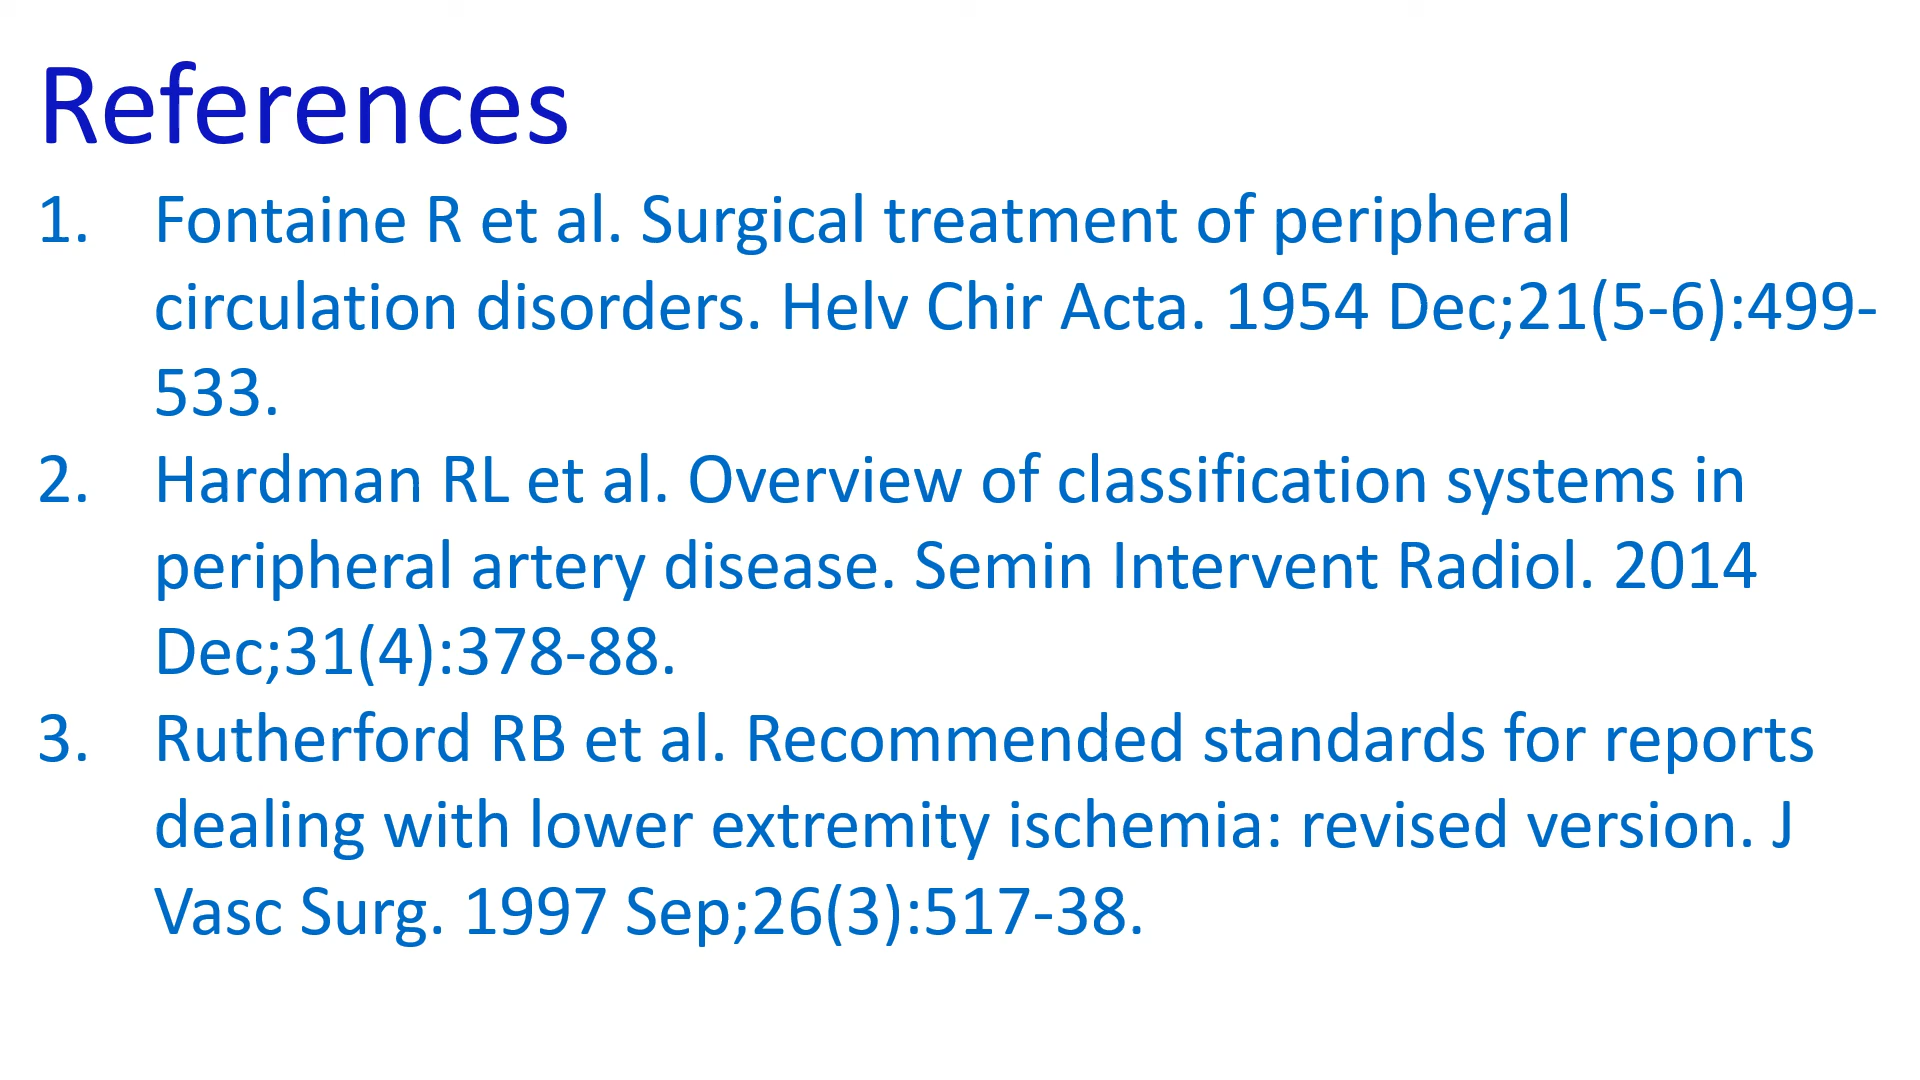 References
1. Fontaine R et al. Surgical treatment of peripheral
circulation disorders. Helv Chir Acta. 1954 Dec;21(5-6):499-
533.
2. Hardman RL et al. Overview of classification systems in
peripheral artery disease. Semin Intervent Radiol. 2014
Dec;31(4):378-88.
3. Rutherford RB et al. Recommended standards for reports
dealing with lower extremity ischemia: revised version. J
Vasc Surg. 1997 Sep;26(3):517-38.